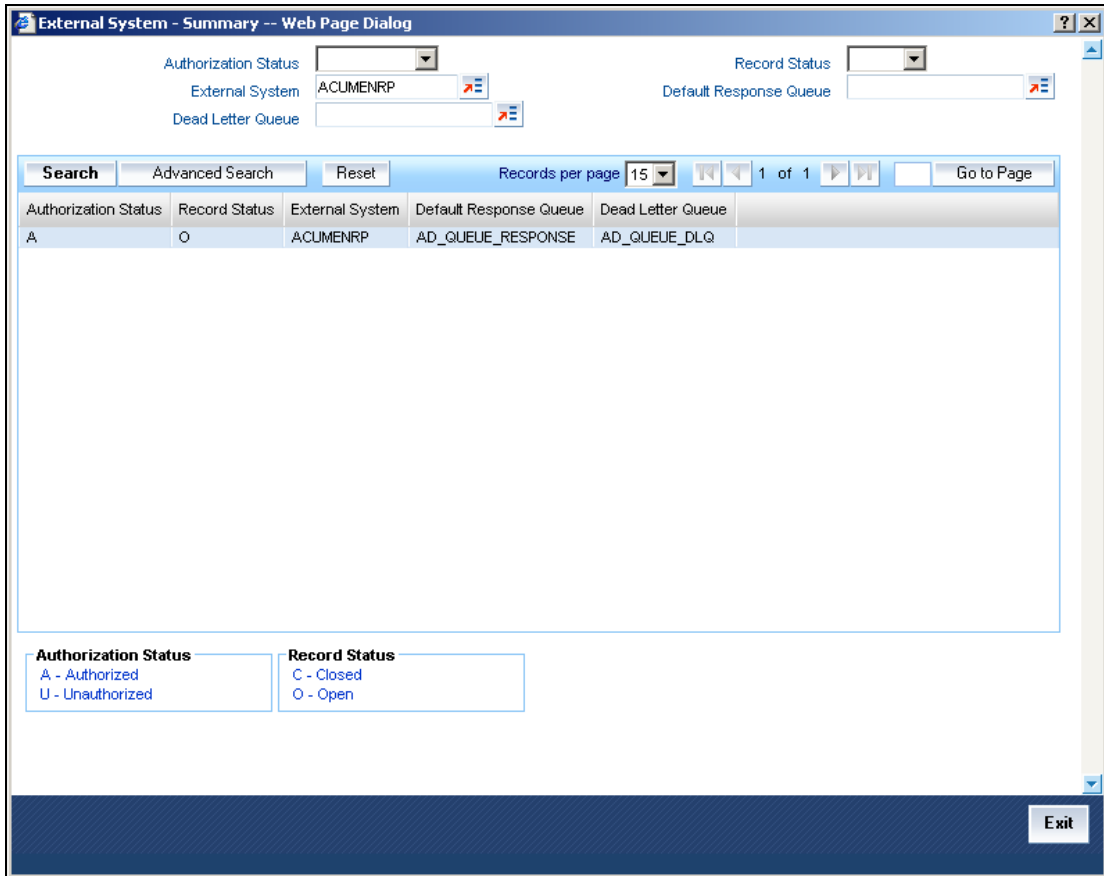 External System - Summary -- Web Page Dialog
Authorization Status
Record Status
External System ACUMENRP
Default Response Queue
Dead Letter Queue
Search Advanced Search Reset Records per page 15 1 of 1 Go to Page
Authorization Status Record Status External System Default Response Queue Dead Letter Queue
A O ACUMENRP AD_QUEUE_RESPONSE AD_QUEUE_DLQ
Authorization Status
A - Authorized
U - Unauthorized
Record Status
C - Closed
O - Open
Exit